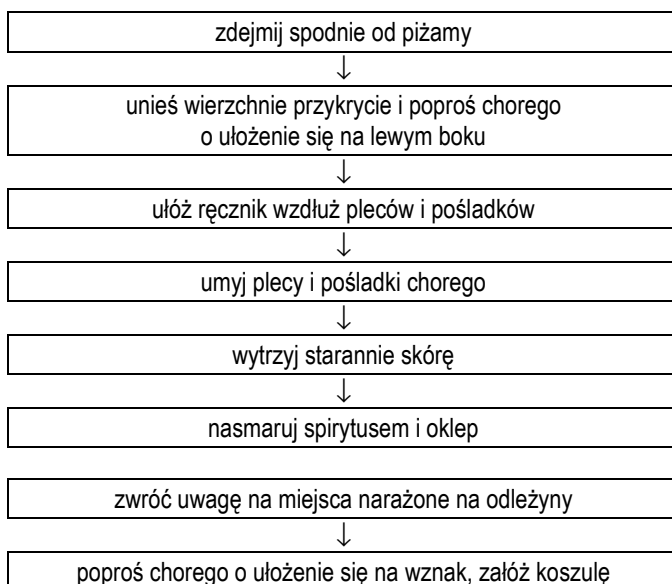 zdejmij spodnie od piżamy
↓
unieś wierzchnie przykrycie i poproś chorego
o ułożenie się na lewym boku
↓
ułóż ręcznik wzdłuż pleców i pośladków
↓
umyj plecy i pośladki chorego
↓
wytrzyj starannie skórę
↓
nasmaruj spirytusem i oklep
zwróć uwagę na miejsca narażone na odleżyny
↓
poproś chorego o ułożenie się na wznak, załóż koszulę